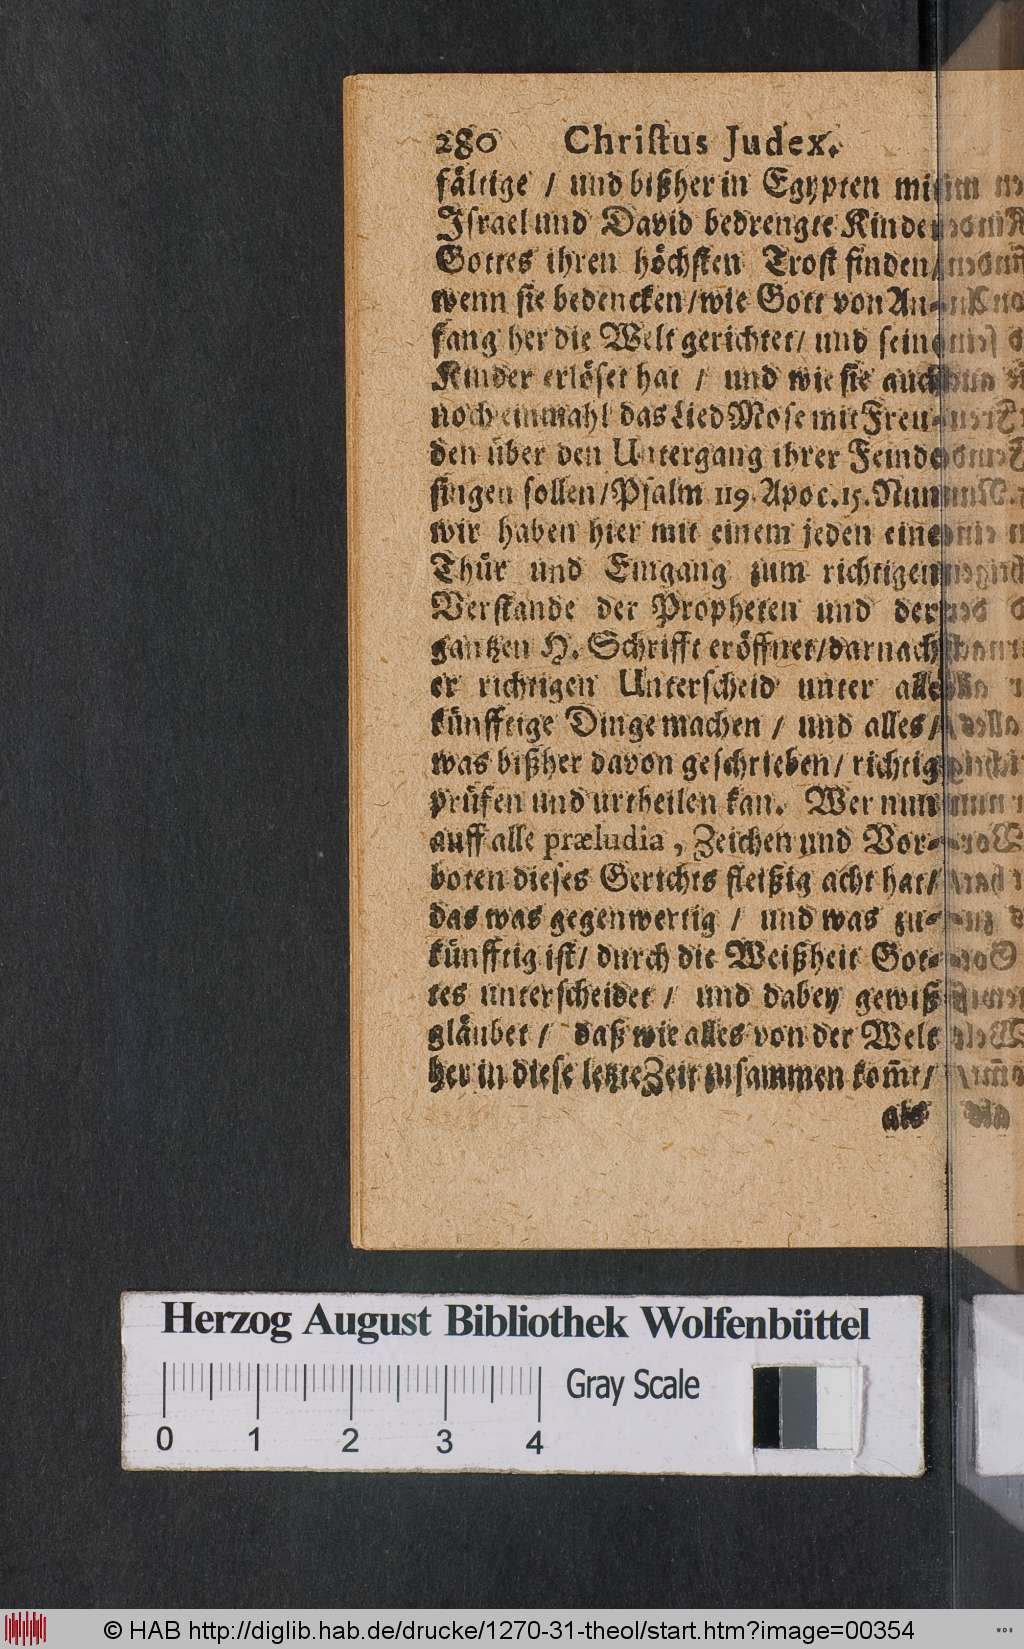 280 Christus Judex.
fältige / und bißher in Egypten mit
Israel und David bedrengte Kinder
Gottes ihren höchsten Trost finden /
wenn sie bedencken / wie Gott von An-
fang her die Welt gerichtet / und seine
Kinder erlöset hat / und wie sie auch
noch einmahl das Lied Mose mit Freu-
den über den Untergang ihrer Feinde
singen sollen / Psalm 119. Apoc. 15. Nun
wir haben hier mit einem jeden eine
Thür und Eingang zum richtigen
Verstande der Propheten und der
gantzen H. Schrifft eröffnet / darnach
er richtigen Unterscheid unter alle
künfftige Dinge machen / und alles /
was bißher davon geschrieben / richtig
prüfen und urtheilen kan. Wer nun
auff alle præludia, Zeichen und Vor-
boten dieses Gerichts fleißig acht hat /
das was gegenwertig / und was zu-
künfftig ist / durch die Weißheit Got-
tes unterscheidet / und dabey gewiß
gläubet / daß wie alles von der Welt
her in diese letzte Zeit zusammen kom̃t /
als
Herzog August Bibliothek Wolfenbüttel
Gray Scale
0 1 2 3 4
© HAB http://diglib.hab.de/drucke/1270-31-theol/start.htm?image=00354